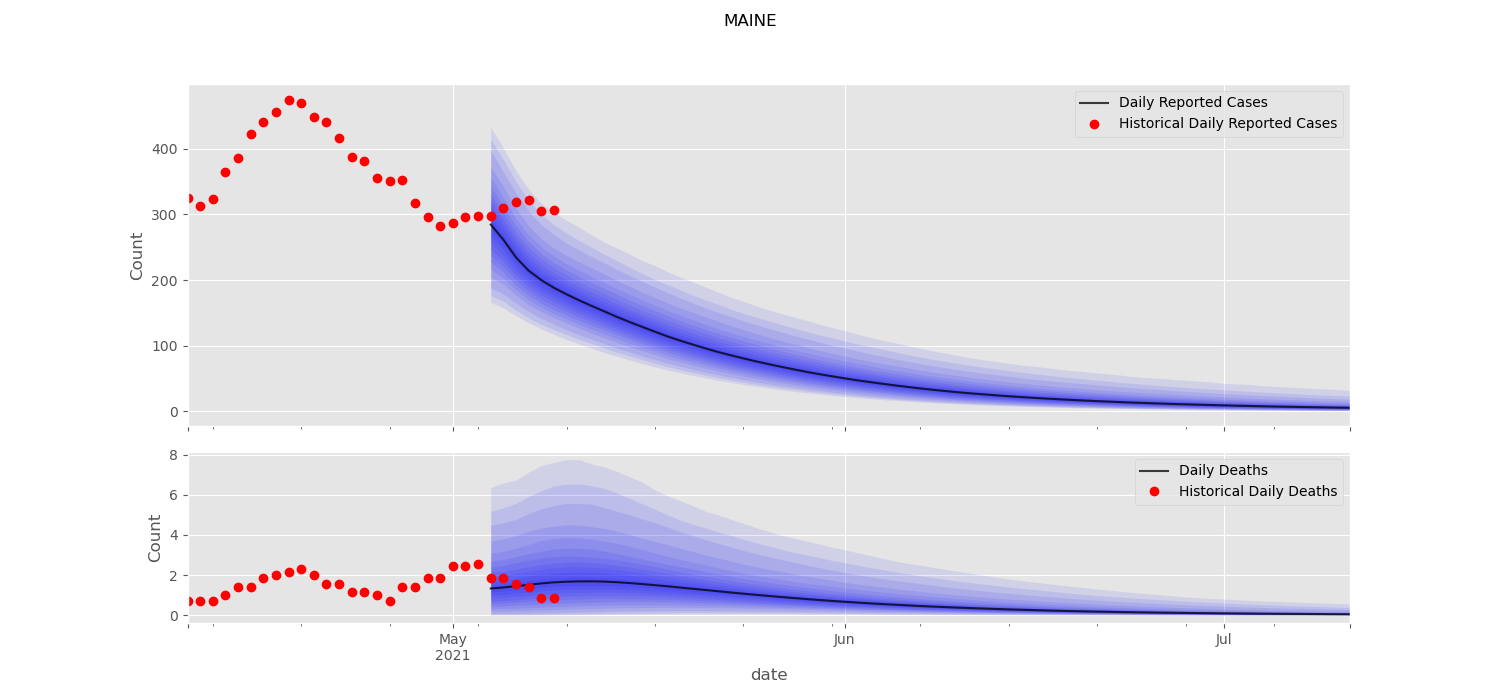 MAINE
Daily Reported Cases
Historical Daily Reported Cases
400
300
200
100
0
Count
Daily Deaths
Historical Daily Deaths
8
6
4
2
0
Count
May
2021
Jun
Jul
date